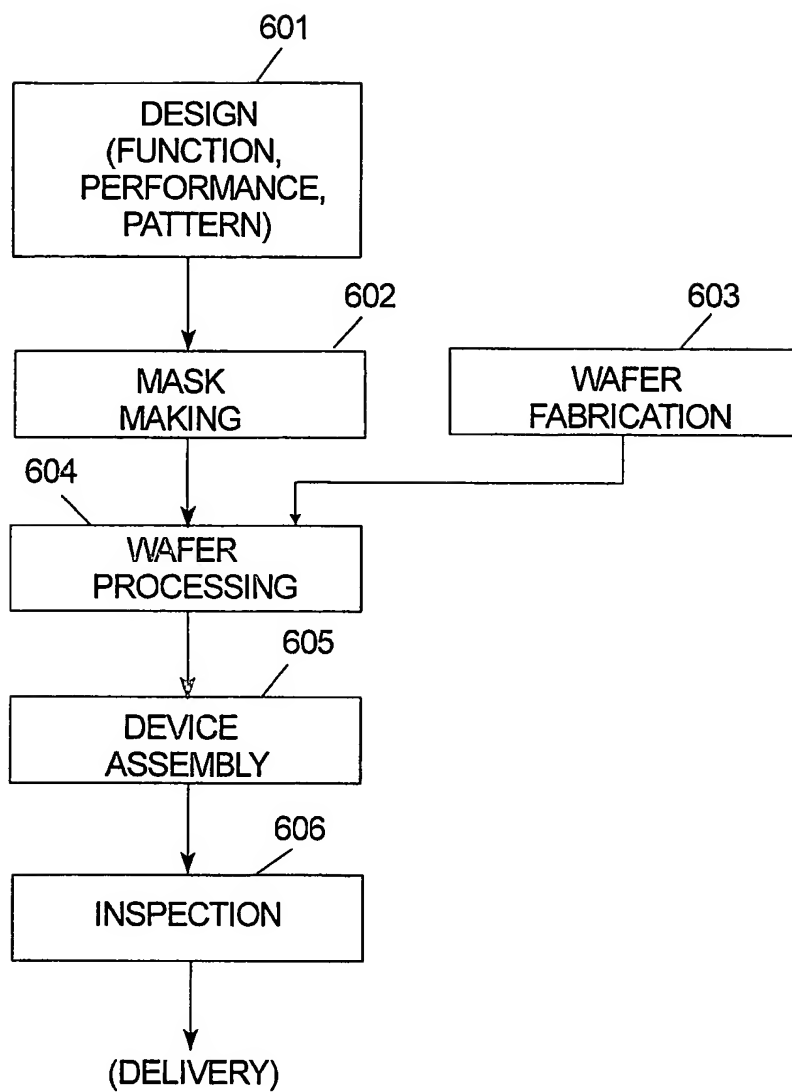 601
DESIGN
(FUNCTION,
PERFORMANCE,
PATTERN)
602
603
MASK
MAKING
WAFER
FABRICATION
604
WAFER
PROCESSING
605
DEVICE
ASSEMBLY
606
INSPECTION
(DELIVERY)